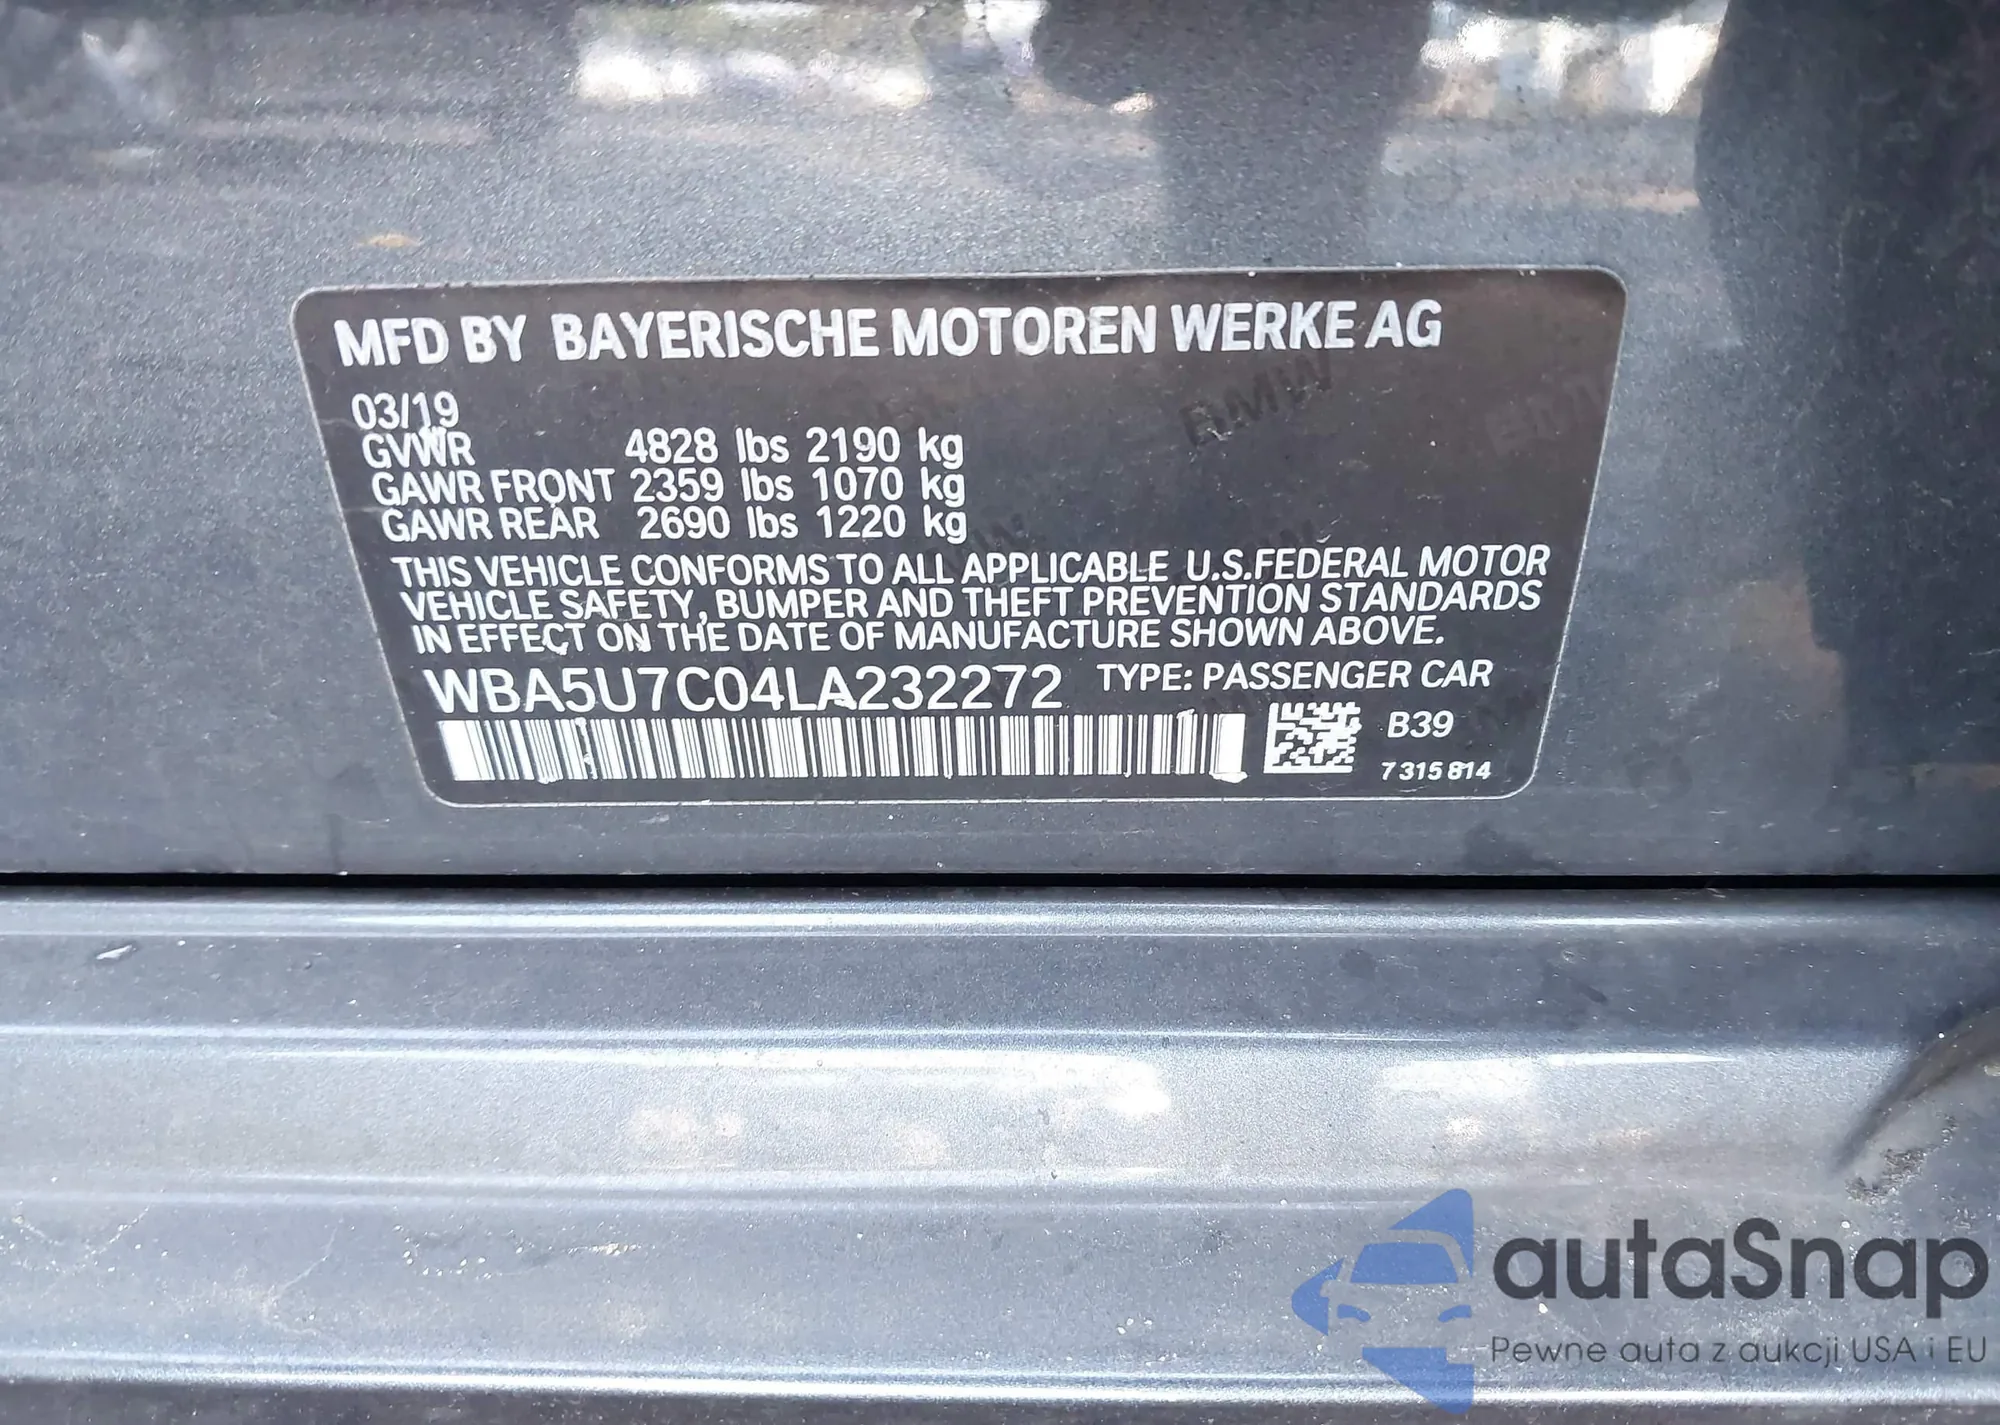 MFD BY BAYERISCHE MOTOREN WERKE AG
03/19
GVWR 4828 lbs 2190 kg
GAWR FRONT 2359 lbs 1070 kg
GAWR REAR 2690 lbs 1220 kg
THIS VEHICLE CONFORMS TO ALL APPLICABLE U.S.FEDERAL MOTOR
VEHICLE SAFETY, BUMPER AND THEFT PREVENTION STANDARDS
IN EFFECT ON THE DATE OF MANUFACTURE SHOWN ABOVE.
WBA5U7C04LA232272 TYPE: PASSENGER CAR
B39
7315814
BMW
autaSnap
Pewne auta z aukcji USA i EU